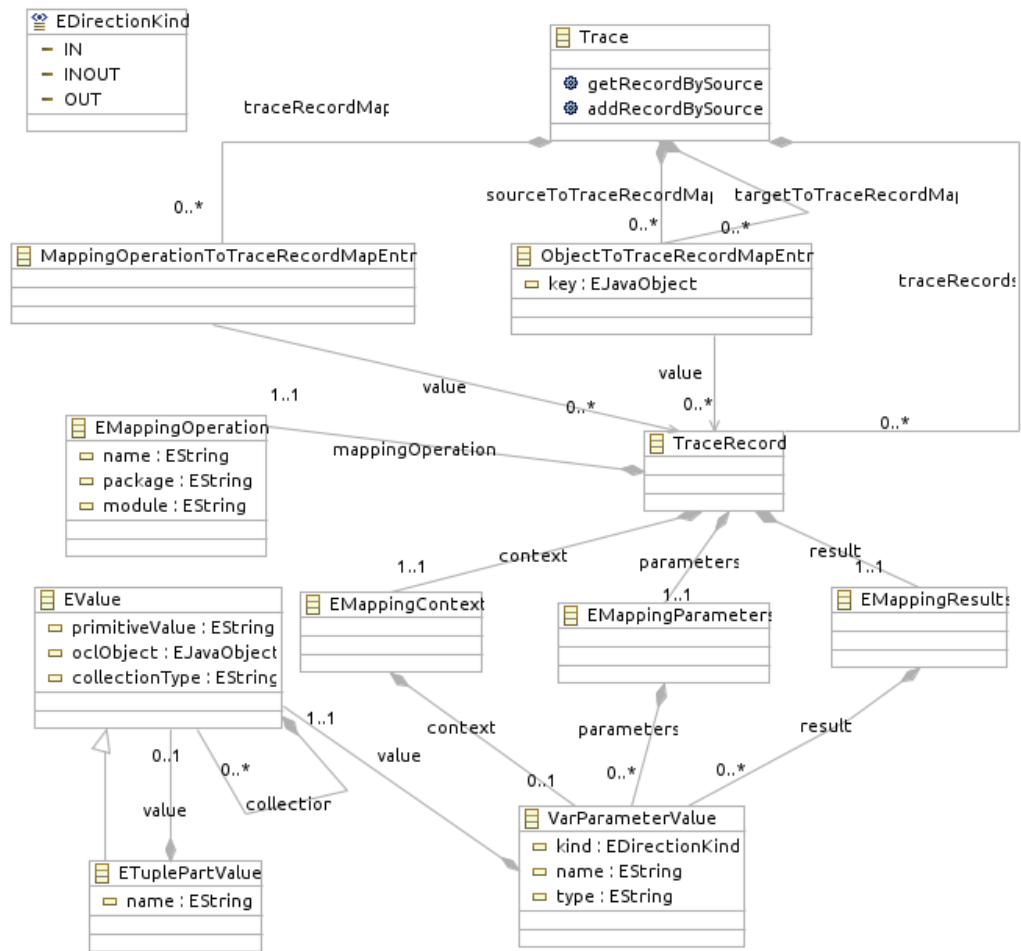 EDirectionKind
IN
INOUT
OUT
Trace
getRecordBySource
addRecordBySource
traceRecordMap
sourceToTraceRecordMap
targetToTraceRecordMap
0..*
0..*
0..*
MappingOperationToTraceRecordMapEntr
ObjectToTraceRecordMapEntr
key : EJavaObject
traceRecords
value
value
1..1
0..*
0..*
0..*
EMappingOperation
name : EString
package : EString
module : EString
mappingOperation
TraceRecord
context
parameters
result
1..1
1..1
1..1
EValue
primitiveValue : EString
oclObject : EJavaObject
collectionType : EString
EMappingContext
EMappingParameters
EMappingResults
1..1
context
parameters
result
0..1
0..*
value
0..1
0..*
0..*
collection
value
VarParameterValue
kind : EDirectionKind
name : EString
type : EString
ETuplePartValue
name : EString